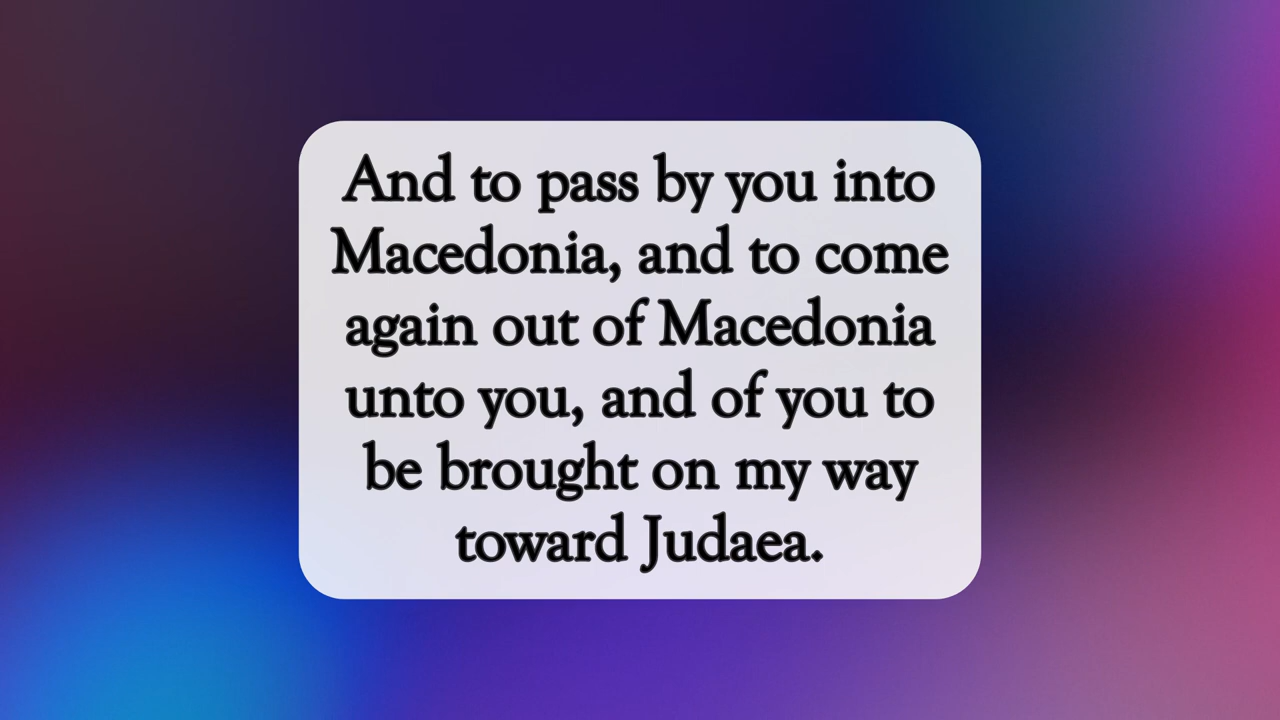 And to pass by you into
Macedonia, and to come
again out of Macedonia
unto you, and of you to
be brought on my way
toward Judaea.